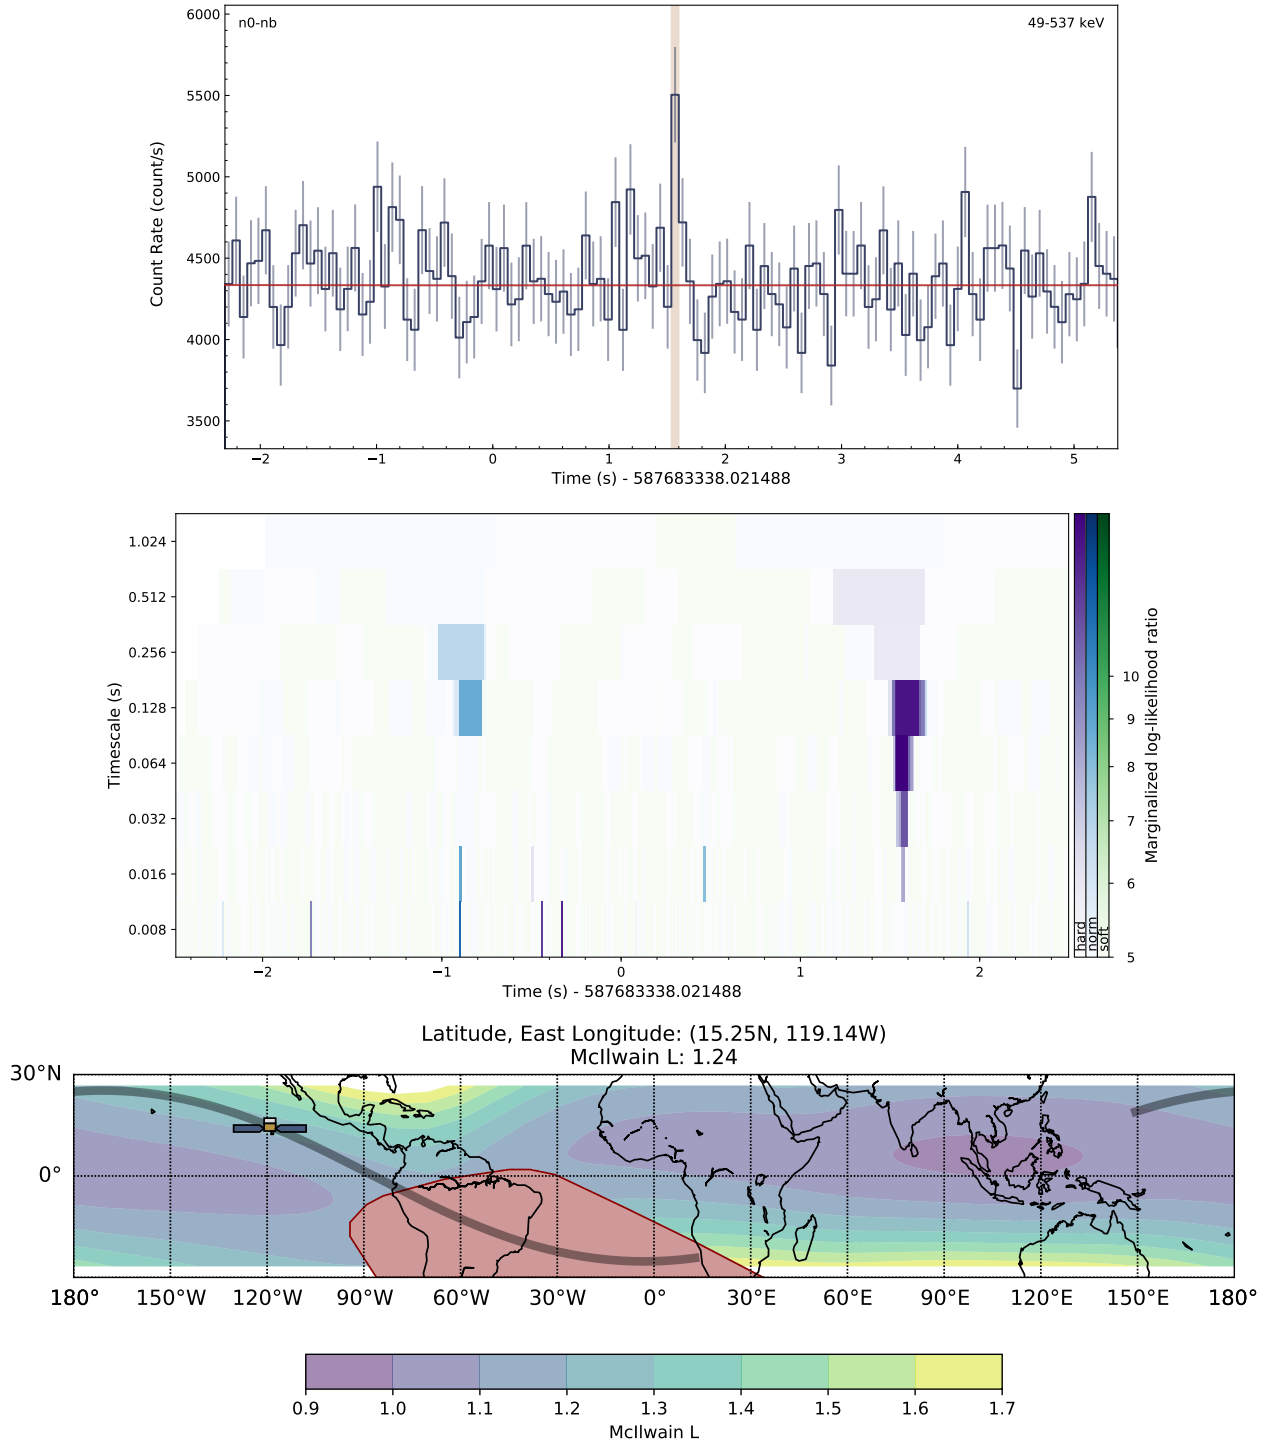 6000
n0-nb
49-537 keV
5500
5000
4500
4000
3500
Count Rate (count/s)
−2
−1
0
1
2
3
4
5
Time (s) - 587683338.021488
1.024
0.512
0.256
0.128
0.064
0.032
0.016
0.008
Timescale (s)
−2
−1
0
1
2
Time (s) - 587683338.021488
hard
norm
soft
10
9
8
7
6
5
Marginalized log-likelihood ratio
Latitude, East Longitude: (15.25N, 119.14W)
McIlwain L: 1.24
30°N
0°
180°
150°W
120°W
90°W
60°W
30°W
0°
30°E
60°E
90°E
120°E
150°E
180°
0.9
1.0
1.1
1.2
1.3
1.4
1.5
1.6
1.7
McIlwain L